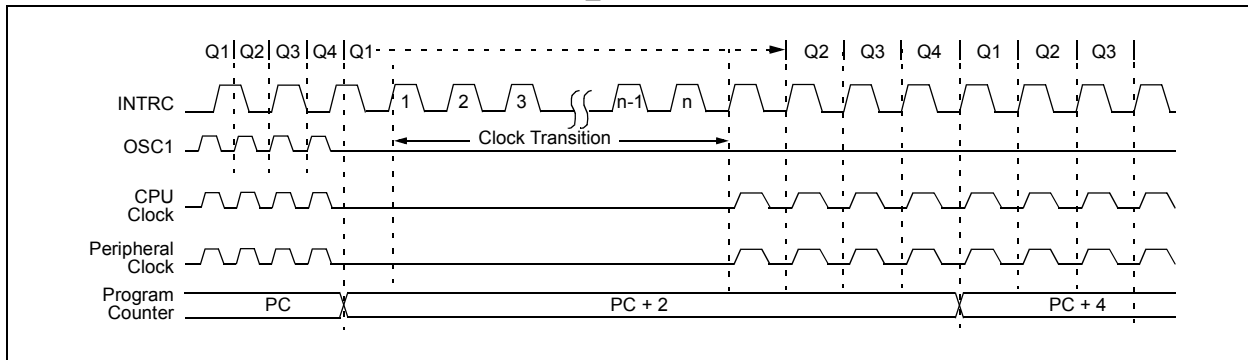 Q1 Q2 Q3 Q4 Q1 Q2 Q3 Q4 Q1 Q2 Q3
INTRC 1 2 3 n-1 n
Clock Transition
OSC1
CPU
Clock
Peripheral
Clock
Program
Counter PC PC + 2 PC + 4